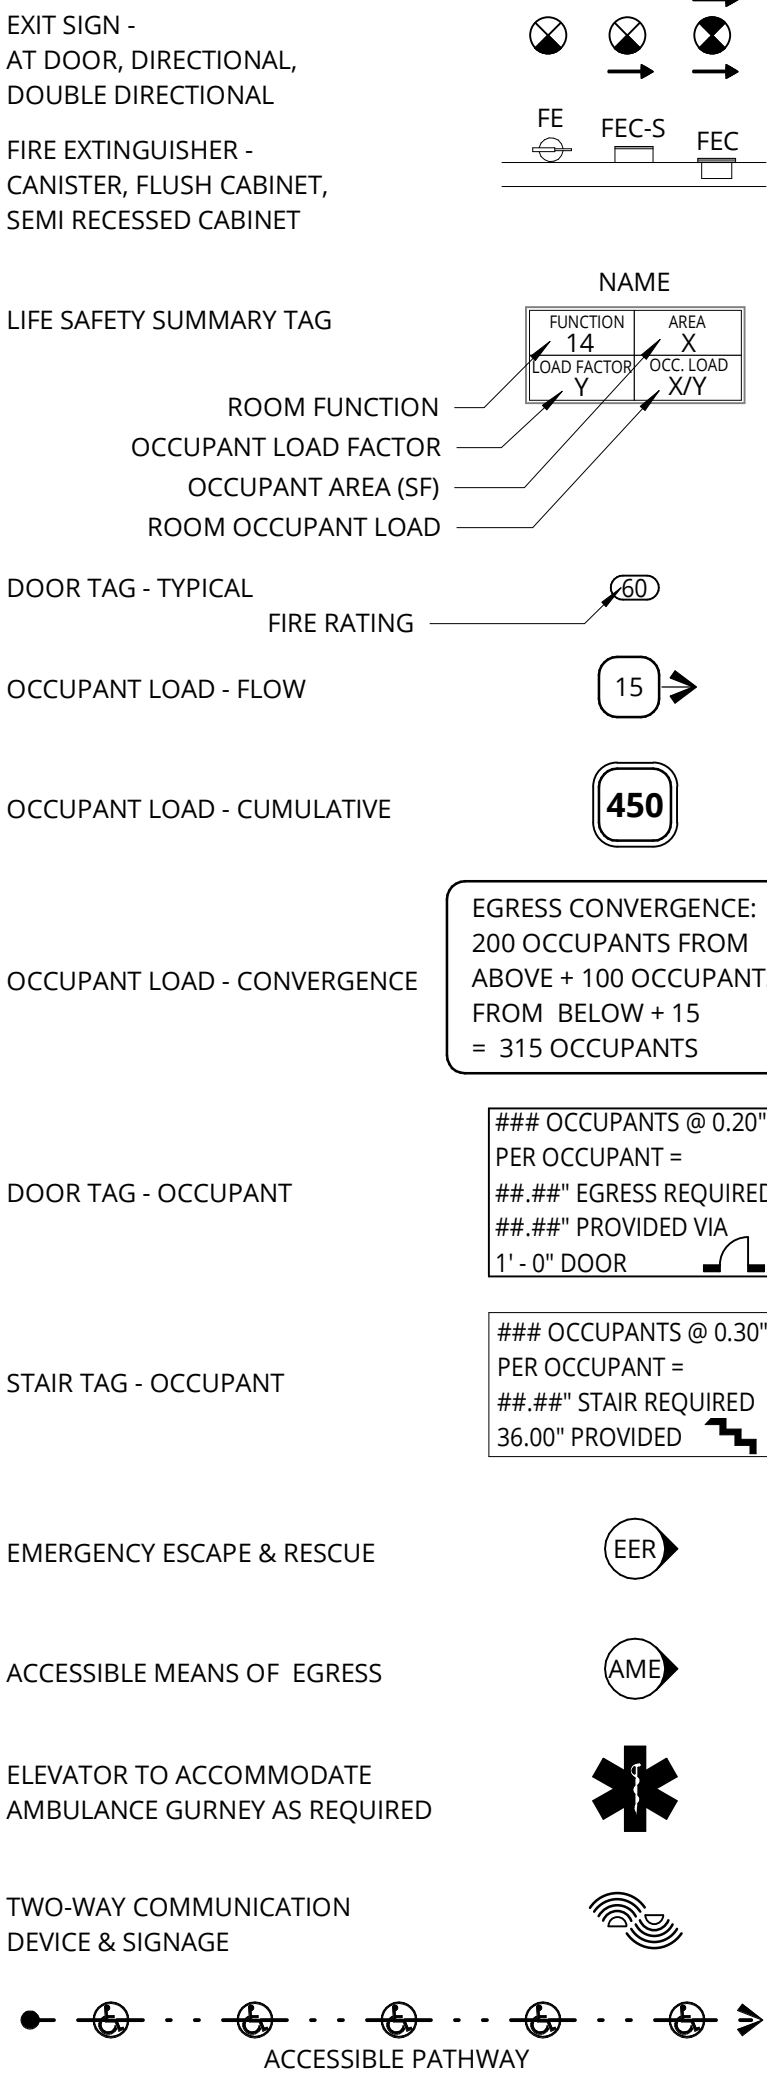 EXIT SIGN -
AT DOOR, DIRECTIONAL,
DOUBLE DIRECTIONAL
FIRE EXTINGUISHER -
CANISTER, FLUSH CABINET,
SEMI RECESSED CABINET
FE
FEC-S
FEC
LIFE SAFETY SUMMARY TAG
NAME
FUNCTION
14
AREA
X
LOAD FACTOR
Y
OCC. LOAD
X/Y
ROOM FUNCTION
OCCUPANT LOAD FACTOR
OCCUPANT AREA (SF)
ROOM OCCUPANT LOAD
DOOR TAG - TYPICAL
60
FIRE RATING
OCCUPANT LOAD - FLOW
15
OCCUPANT LOAD - CUMULATIVE
450
OCCUPANT LOAD - CONVERGENCE
EGRESS CONVERGENCE:
200 OCCUPANTS FROM
ABOVE + 100 OCCUPANTS
FROM BELOW + 15
= 315 OCCUPANTS
DOOR TAG - OCCUPANT
### OCCUPANTS @ 0.20"
PER OCCUPANT =
##.##" EGRESS REQUIRED
##.##" PROVIDED VIA
1' - 0" DOOR
STAIR TAG - OCCUPANT
### OCCUPANTS @ 0.30"
PER OCCUPANT =
##.##" STAIR REQUIRED
36.00" PROVIDED
EMERGENCY ESCAPE & RESCUE
EER
ACCESSIBLE MEANS OF EGRESS
AME
ELEVATOR TO ACCOMMODATE
AMBULANCE GURNEY AS REQUIRED
TWO-WAY COMMUNICATION
DEVICE & SIGNAGE
ACCESSIBLE PATHWAY